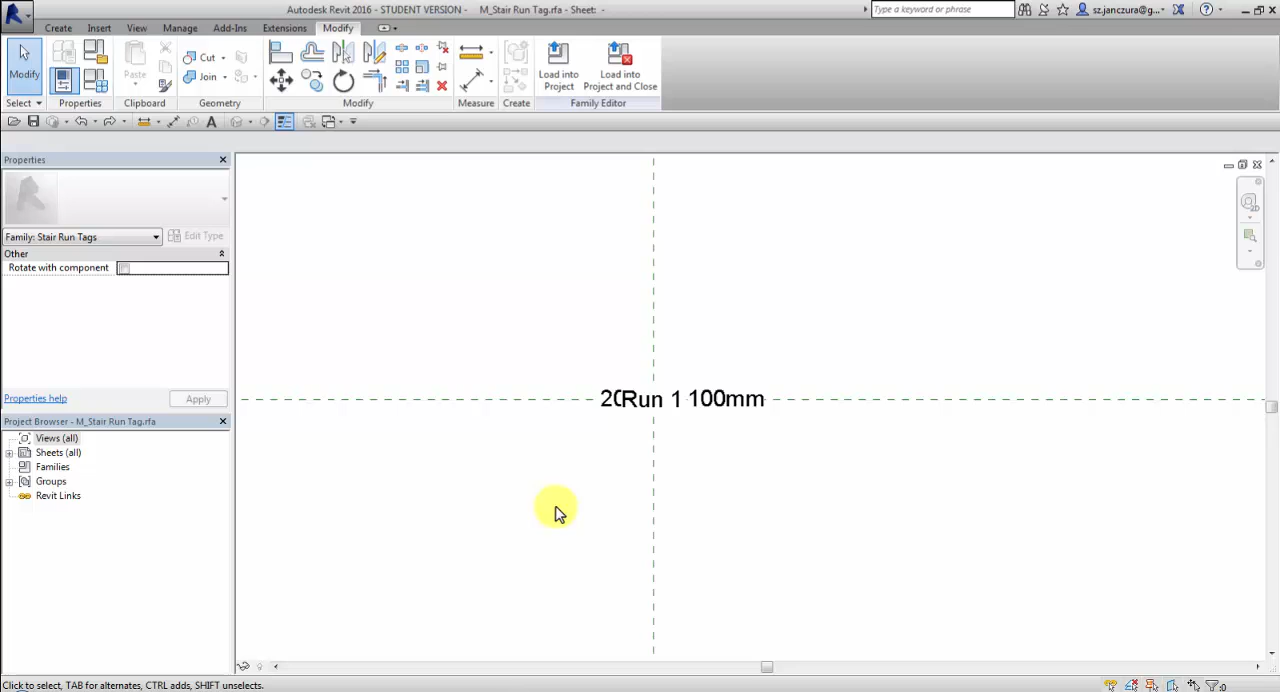 Autodesk Revit 2016 - STUDENT VERSION - M_Stair Run Tag.rfa - Sheet: -
Type a keyword or phrase
sz.janczura@g...
Create Insert View Manage Add-Ins Extensions Modify
Modify
Paste
Cut
Join
Load into Project
Load into Project and Close
Select Properties Clipboard Geometry Modify Measure Create Family Editor
Properties
Family: Stair Run Tags
Edit Type
Other
Rotate with component
Properties help
Apply
Project Browser - M_Stair Run Tag.rfa
Views (all)
Sheets (all)
Families
Groups
Revit Links
Run 1 100mm
Click to select, TAB for alternates, CTRL adds, SHIFT unselects.
:0